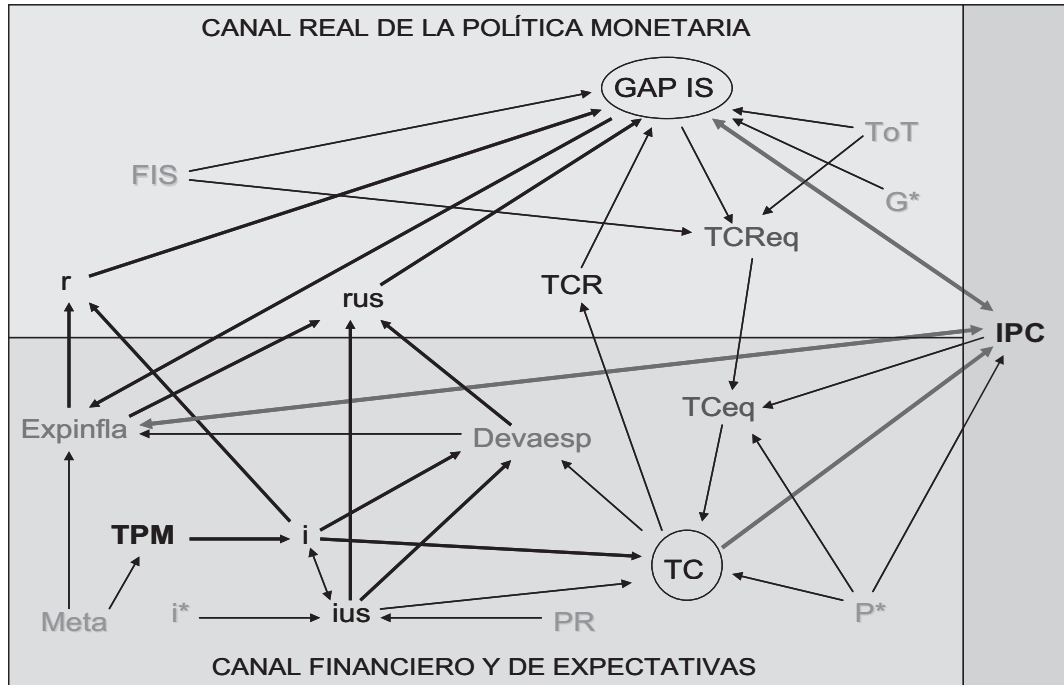 CANAL REAL DE LA POLÍTICA MONETARIA
GAP IS
ToT
FIS
G*
TCReq
r
TCR
rus
IPC
TCeq
Expinfla
Devaesp
TPM
i
TC
Meta
i*
ius
PR
P*
CANAL FINANCIERO Y DE EXPECTATIVAS